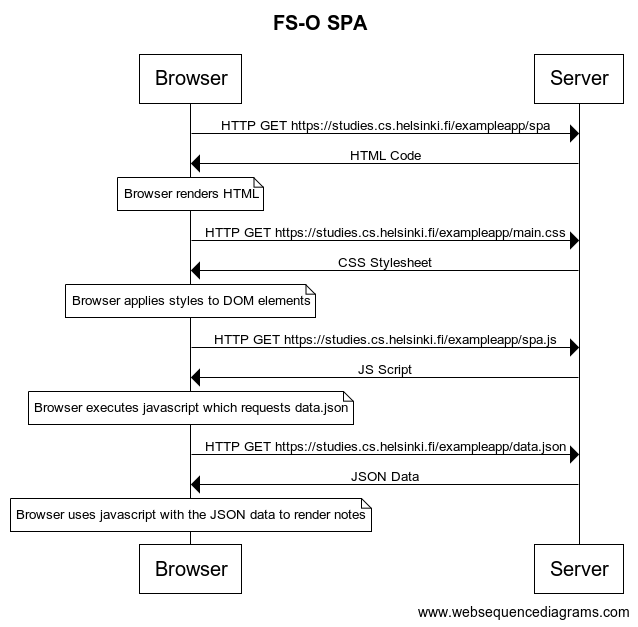 FS-O SPA
Browser
Server
HTTP GET https://studies.cs.helsinki.fi/exampleapp/spa
HTML Code
Browser renders HTML
HTTP GET https://studies.cs.helsinki.fi/exampleapp/main.css
CSS Stylesheet
Browser applies styles to DOM elements
HTTP GET https://studies.cs.helsinki.fi/exampleapp/spa.js
JS Script
Browser executes javascript which requests data.json
HTTP GET https://studies.cs.helsinki.fi/exampleapp/data.json
JSON Data
Browser uses javascript with the JSON data to render notes
Browser
Server
www.websequencediagrams.com